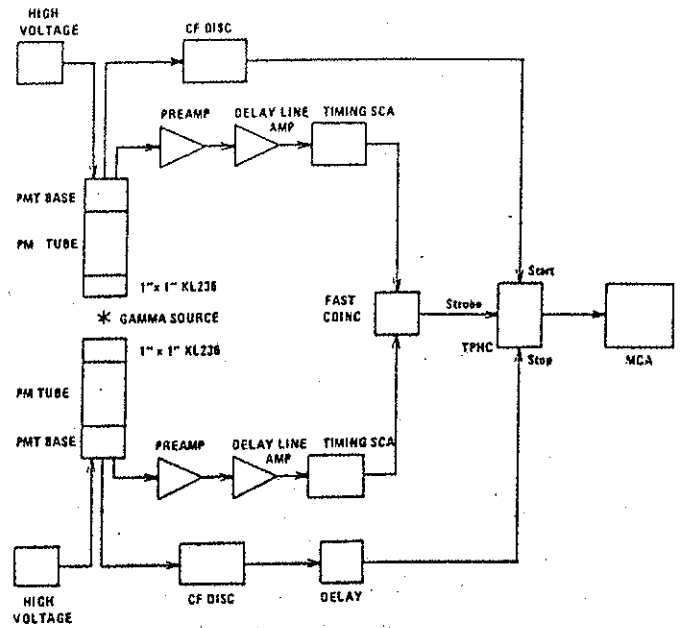 HIGH
VOLTAGE
CF DISC
PREAMP
DELAY LINE
AMP
TIMING SCA
PMT BASE
PM TUBE
1"x 1" KL236
GAMMA SOURCE
1" x 1" KL236
PM TUBE
PMT BASE
FAST
COINC
Strobe
Start
TPHC
Stop
MCA
PREAMP
DELAY LINE
AMP
TIMING SCA
HIGH
VOLTAGE
CF DISC
DELAY